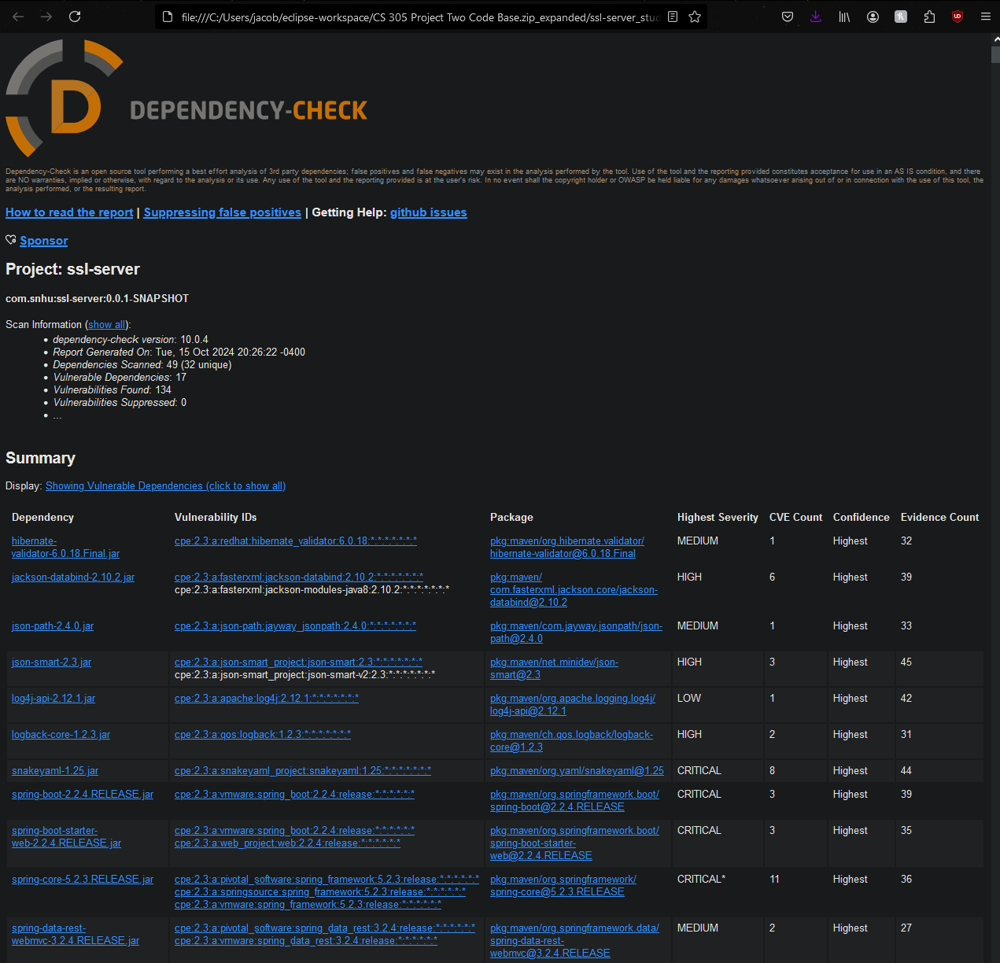 file:///C:/Users/jacob/eclipse-workspace/CS 305 Project Two Code Base.zip_expanded/ssl-server_stud
D
DEPENDENCY-CHECK
Dependency-Check is an open source tool performing a best effort analysis of 3rd party dependencies; false positives and false negatives may exist in the analysis performed by the tool. Use of the tool and the reporting provided constitutes acceptance for use in an AS IS condition, and there
are NO warranties, implied or otherwise, with regard to the analysis or its use. Any use of the tool and the reporting provided is at the user's risk. In no event shall the copyright holder or OWASP be held liable for any damages whatsoever arising out of or in connection with the use of this tool, the
analysis performed, or the resulting report.
How to read the report | Suppressing false positives | Getting Help: github issues
Sponsor
Project: ssl-server
com.snhu:ssl-server:0.0.1-SNAPSHOT
Scan Information (show all):
• dependency-check version: 10.0.4
• Report Generated On: Tue, 15 Oct 2024 20:26:22 -0400
• Dependencies Scanned: 49 (32 unique)
• Vulnerable Dependencies: 17
• Vulnerabilities Found: 134
• Vulnerabilities Suppressed: 0
• ...
Summary
Display: Showing Vulnerable Dependencies (click to show all)
Dependency Vulnerability IDs Package Highest Severity CVE Count Confidence Evidence Count
hibernate- cpe:2.3:a:redhat:hibernate_validator:6.0.18:*:*:*:*:*:*:* pkg:maven/org.hibernate.validator/ MEDIUM 1 Highest 32
validator-6.0.18.Final.jar hibernate-validator@6.0.18.Final
jackson-databind-2.10.2.jar cpe:2.3:a:fasterxml:jackson-databind:2.10.2:*:*:*:*:*:*:* pkg:maven/ HIGH 6 Highest 39
cpe:2.3:a:fasterxml:jackson-modules-java8:2.10.2:*:*:*:*:*:*:* com.fasterxml.jackson.core/jackson-
databind@2.10.2
json-path-2.4.0.jar cpe:2.3:a:json-path:jayway_jsonpath:2.4.0:*:*:*:*:*:*:* pkg:maven/com.jayway.jsonpath/json- MEDIUM 1 Highest 33
path@2.4.0
json-smart-2.3.jar cpe:2.3:a:json-smart_project:json-smart:2.3:*:*:*:*:*:*:* pkg:maven/net.minidev/json- HIGH 3 Highest 45
cpe:2.3:a:json-smart_project:json-smart-v2:2.3:*:*:*:*:*:*:* smart@2.3
log4j-api-2.12.1.jar cpe:2.3:a:apache:log4j:2.12.1:*:*:*:*:*:*:* pkg:maven/org.apache.logging.log4j/ LOW 1 Highest 42
log4j-api@2.12.1
logback-core-1.2.3.jar cpe:2.3:a:qos:logback:1.2.3:*:*:*:*:*:*:* pkg:maven/ch.qos.logback/logback- HIGH 2 Highest 31
core@1.2.3
snakeyaml-1.25.jar cpe:2.3:a:snakeyaml_project:snakeyaml:1.25:*:*:*:*:*:*:* pkg:maven/org.yaml/snakeyaml@1.25 CRITICAL 8 Highest 44
spring-boot-2.2.4.RELEASE.jar cpe:2.3:a:vmware:spring_boot:2.2.4:release:*:*:*:*:*:* pkg:maven/org.springframework.boot/ CRITICAL 3 Highest 39
spring-boot@2.2.4.RELEASE
spring-boot-starter- cpe:2.3:a:vmware:spring_boot:2.2.4:release:*:*:*:*:*:* pkg:maven/org.springframework.boot/ CRITICAL 3 Highest 35
web-2.2.4.RELEASE.jar cpe:2.3:a:web_project:web:2.2.4:release:*:*:*:*:*:* spring-boot-starter-
web@2.2.4.RELEASE
spring-core-5.2.3.RELEASE.jar cpe:2.3:a:pivotal_software:spring_framework:5.2.3:release:*:*:*:*:*:* pkg:maven/org.springframework/ CRITICAL* 11 Highest 36
cpe:2.3:a:springsource:spring_framework:5.2.3:release:*:*:*:*:*:* spring-core@5.2.3.RELEASE
cpe:2.3:a:vmware:spring_framework:5.2.3:release:*:*:*:*:*:*
spring-data-rest- cpe:2.3:a:pivotal_software:spring_data_rest:3.2.4:release:*:*:*:*:*:* pkg:maven/org.springframework.data/ MEDIUM 2 Highest 27
webmvc-3.2.4.RELEASE.jar cpe:2.3:a:vmware:spring_data_rest:3.2.4:release:*:*:*:*:*:* spring-data-rest-
webmvc@3.2.4.RELEASE